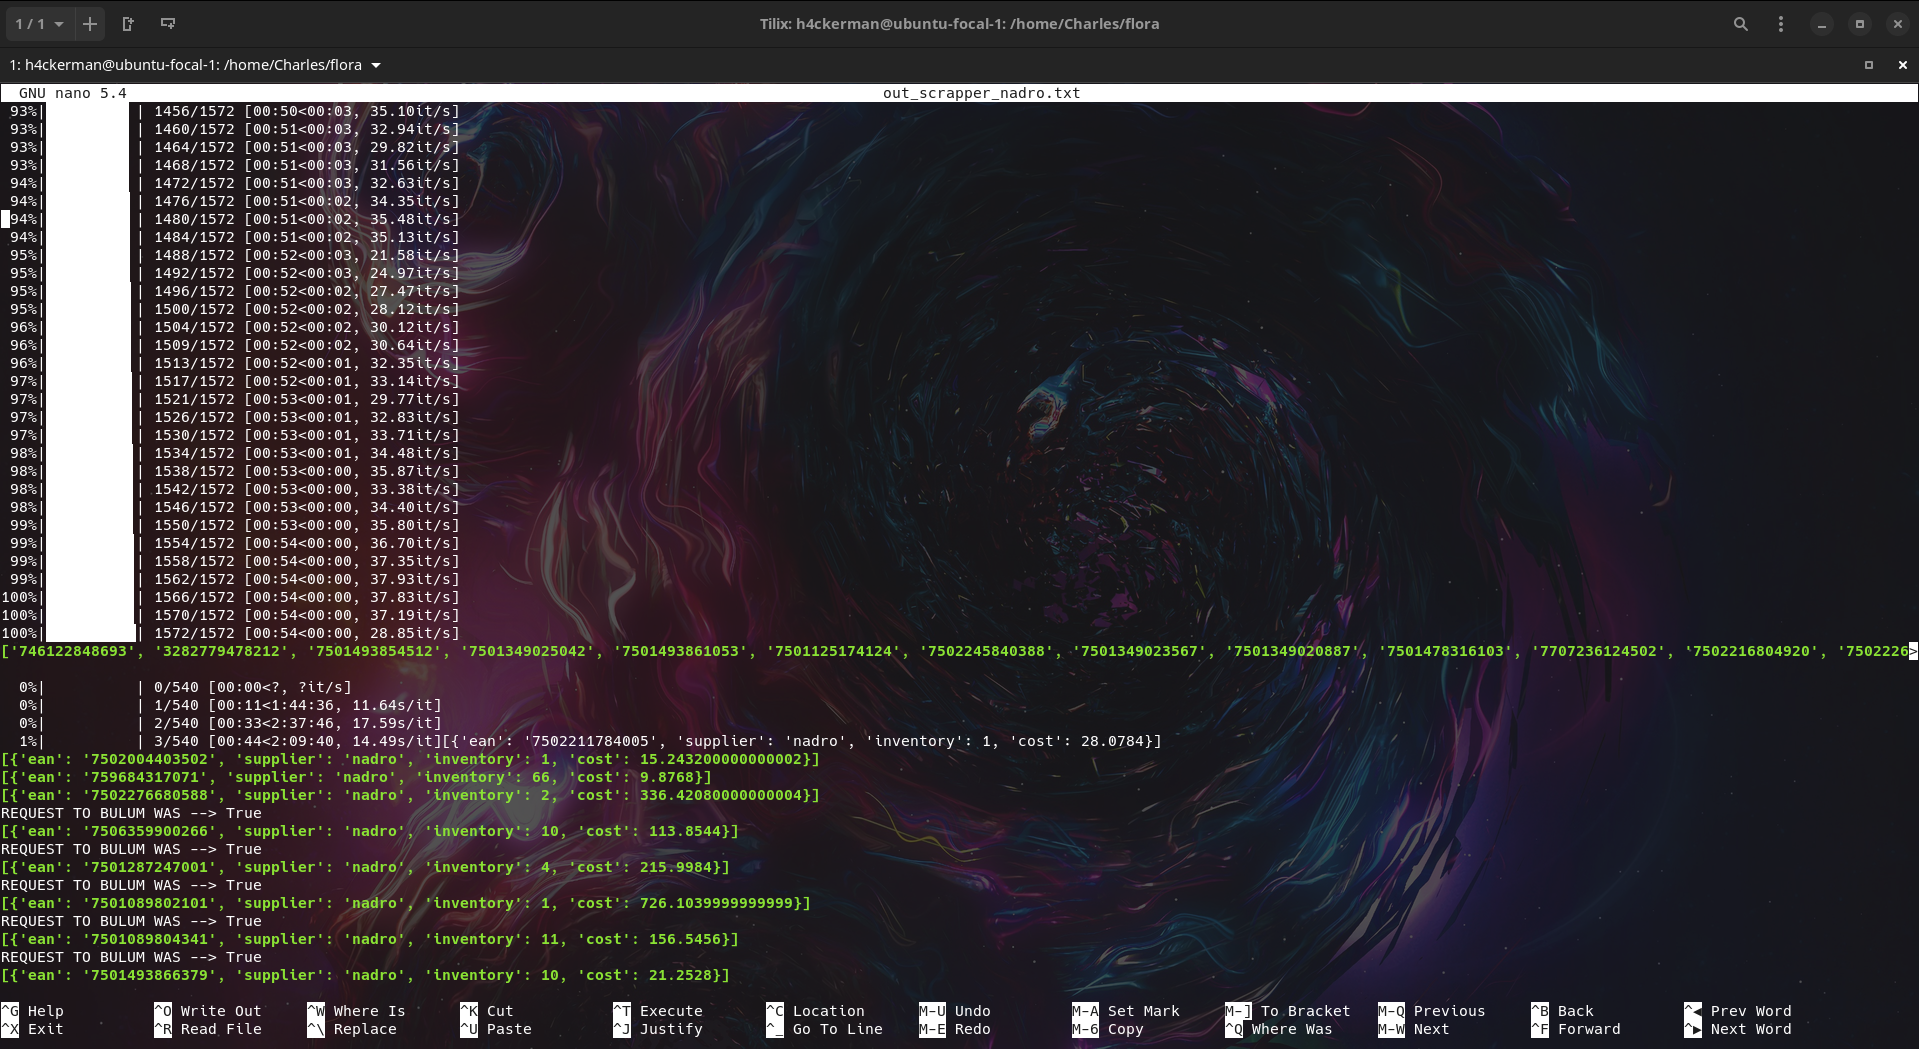 1 / 1
Tilix: h4ckerman@ubuntu-focal-1: /home/Charles/flora
1: h4ckerman@ubuntu-focal-1: /home/Charles/flora
GNU nano 5.4 out_scrapper_nadro.txt
93%| | 1456/1572 [00:50<00:03, 35.10it/s]
93%| | 1460/1572 [00:51<00:03, 32.94it/s]
93%| | 1464/1572 [00:51<00:03, 29.82it/s]
93%| | 1468/1572 [00:51<00:03, 31.56it/s]
94%| | 1472/1572 [00:51<00:03, 32.63it/s]
94%| | 1476/1572 [00:51<00:02, 34.35it/s]
94%| | 1480/1572 [00:51<00:02, 35.48it/s]
94%| | 1484/1572 [00:51<00:02, 35.13it/s]
95%| | 1488/1572 [00:52<00:03, 21.58it/s]
95%| | 1492/1572 [00:52<00:03, 24.97it/s]
95%| | 1496/1572 [00:52<00:02, 27.47it/s]
95%| | 1500/1572 [00:52<00:02, 28.12it/s]
96%| | 1504/1572 [00:52<00:02, 30.12it/s]
96%| | 1509/1572 [00:52<00:02, 30.64it/s]
96%| | 1513/1572 [00:52<00:01, 32.35it/s]
97%| | 1517/1572 [00:52<00:01, 33.14it/s]
97%| | 1521/1572 [00:53<00:01, 29.77it/s]
97%| | 1526/1572 [00:53<00:01, 32.83it/s]
97%| | 1530/1572 [00:53<00:01, 33.71it/s]
98%| | 1534/1572 [00:53<00:01, 34.48it/s]
98%| | 1538/1572 [00:53<00:00, 35.87it/s]
98%| | 1542/1572 [00:53<00:00, 33.38it/s]
98%| | 1546/1572 [00:53<00:00, 34.40it/s]
99%| | 1550/1572 [00:53<00:00, 35.80it/s]
99%| | 1554/1572 [00:54<00:00, 36.70it/s]
99%| | 1558/1572 [00:54<00:00, 37.35it/s]
99%| | 1562/1572 [00:54<00:00, 37.93it/s]
100%| | 1566/1572 [00:54<00:00, 37.83it/s]
100%| | 1570/1572 [00:54<00:00, 37.19it/s]
100%| | 1572/1572 [00:54<00:00, 28.85it/s]
['746122848693', '3282779478212', '7501493854512', '7501349025042', '7501493861053', '7501125174124', '7502245840388', '7501349023567', '7501349020887', '7501478316103', '7707236124502', '7502216804920', '7502226>
0%| | 0/540 [00:00<?, ?it/s]
0%| | 1/540 [00:11<1:44:36, 11.64s/it]
0%| | 2/540 [00:33<2:37:46, 17.59s/it]
1%| | 3/540 [00:44<2:09:40, 14.49s/it][{'ean': '7502211784005', 'supplier': 'nadro', 'inventory': 1, 'cost': 28.0784}]
[{'ean': '7502004403502', 'supplier': 'nadro', 'inventory': 1, 'cost': 15.243200000000002}]
[{'ean': '759684317071', 'supplier': 'nadro', 'inventory': 66, 'cost': 9.8768}]
[{'ean': '7502276680588', 'supplier': 'nadro', 'inventory': 2, 'cost': 336.42080000000004}]
REQUEST TO BULUM WAS --> True
[{'ean': '7506359900266', 'supplier': 'nadro', 'inventory': 10, 'cost': 113.8544}]
REQUEST TO BULUM WAS --> True
[{'ean': '7501287247001', 'supplier': 'nadro', 'inventory': 4, 'cost': 215.9984}]
REQUEST TO BULUM WAS --> True
[{'ean': '7501089802101', 'supplier': 'nadro', 'inventory': 1, 'cost': 726.1039999999999}]
REQUEST TO BULUM WAS --> True
[{'ean': '7501089804341', 'supplier': 'nadro', 'inventory': 11, 'cost': 156.5456}]
REQUEST TO BULUM WAS --> True
[{'ean': '7501493866379', 'supplier': 'nadro', 'inventory': 10, 'cost': 21.2528}]
^G Help ^O Write Out ^W Where Is ^K Cut ^T Execute ^C Location M-U Undo M-A Set Mark M-] To Bracket M-Q Previous ^B Back ^◀ Prev Word
^X Exit ^R Read File ^\ Replace ^U Paste ^J Justify ^_ Go To Line M-E Redo M-6 Copy ^Q Where Was M-W Next ^F Forward ^▶ Next Word